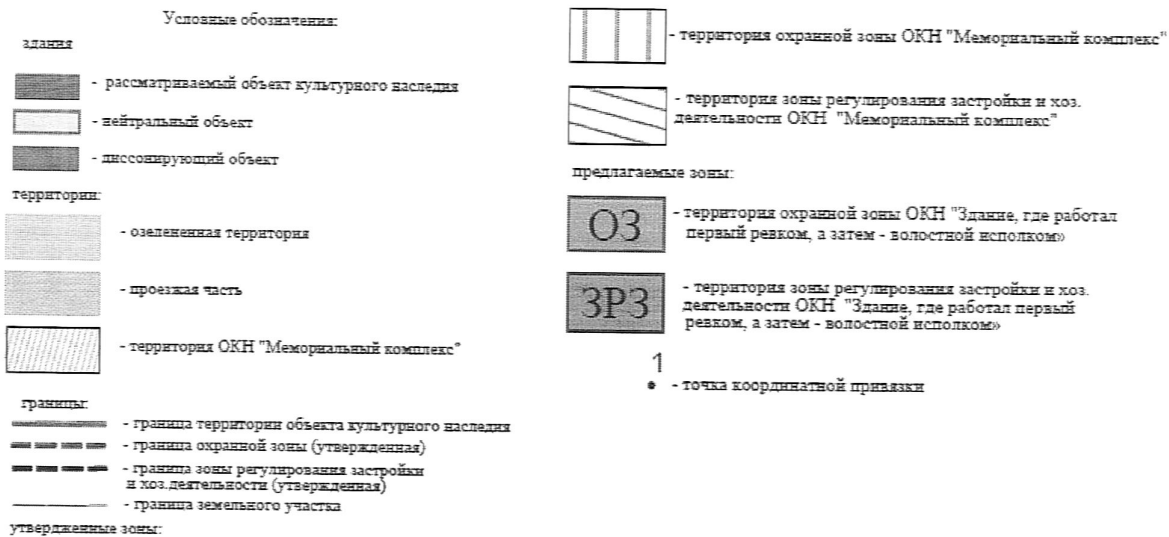 Условные обозначения:
здания
- рассматриваемый объект культурного наследия
- нейтральный объект
- диссонирующий объект
территории:
- озелененная территория
- проезжая часть
- территория ОКН "Мемориальный комплекс"
границы:
- граница территории объекта культурного наследия
- граница охранной зоны (утвержденная)
- граница зоны регулирования застройки
и хоз.деятельности (утвержденная)
- граница земельного участка
утвержденные зоны:
- территория охранной зоны ОКН "Мемориальный комплекс"
- территория зоны регулирования застройки и хоз.
деятельности ОКН "Мемориальный комплекс"
предлагаемые зоны:
ОЗ
- территория охранной зоны ОКН "Здание, где работал
первый ревком, а затем - волостной исполком»
ЗРЗ
- территория зоны регулирования застройки и хоз.
деятельности ОКН "Здание, где работал первый
ревком, а затем - волостной исполком»
1
- точка координатной привязки